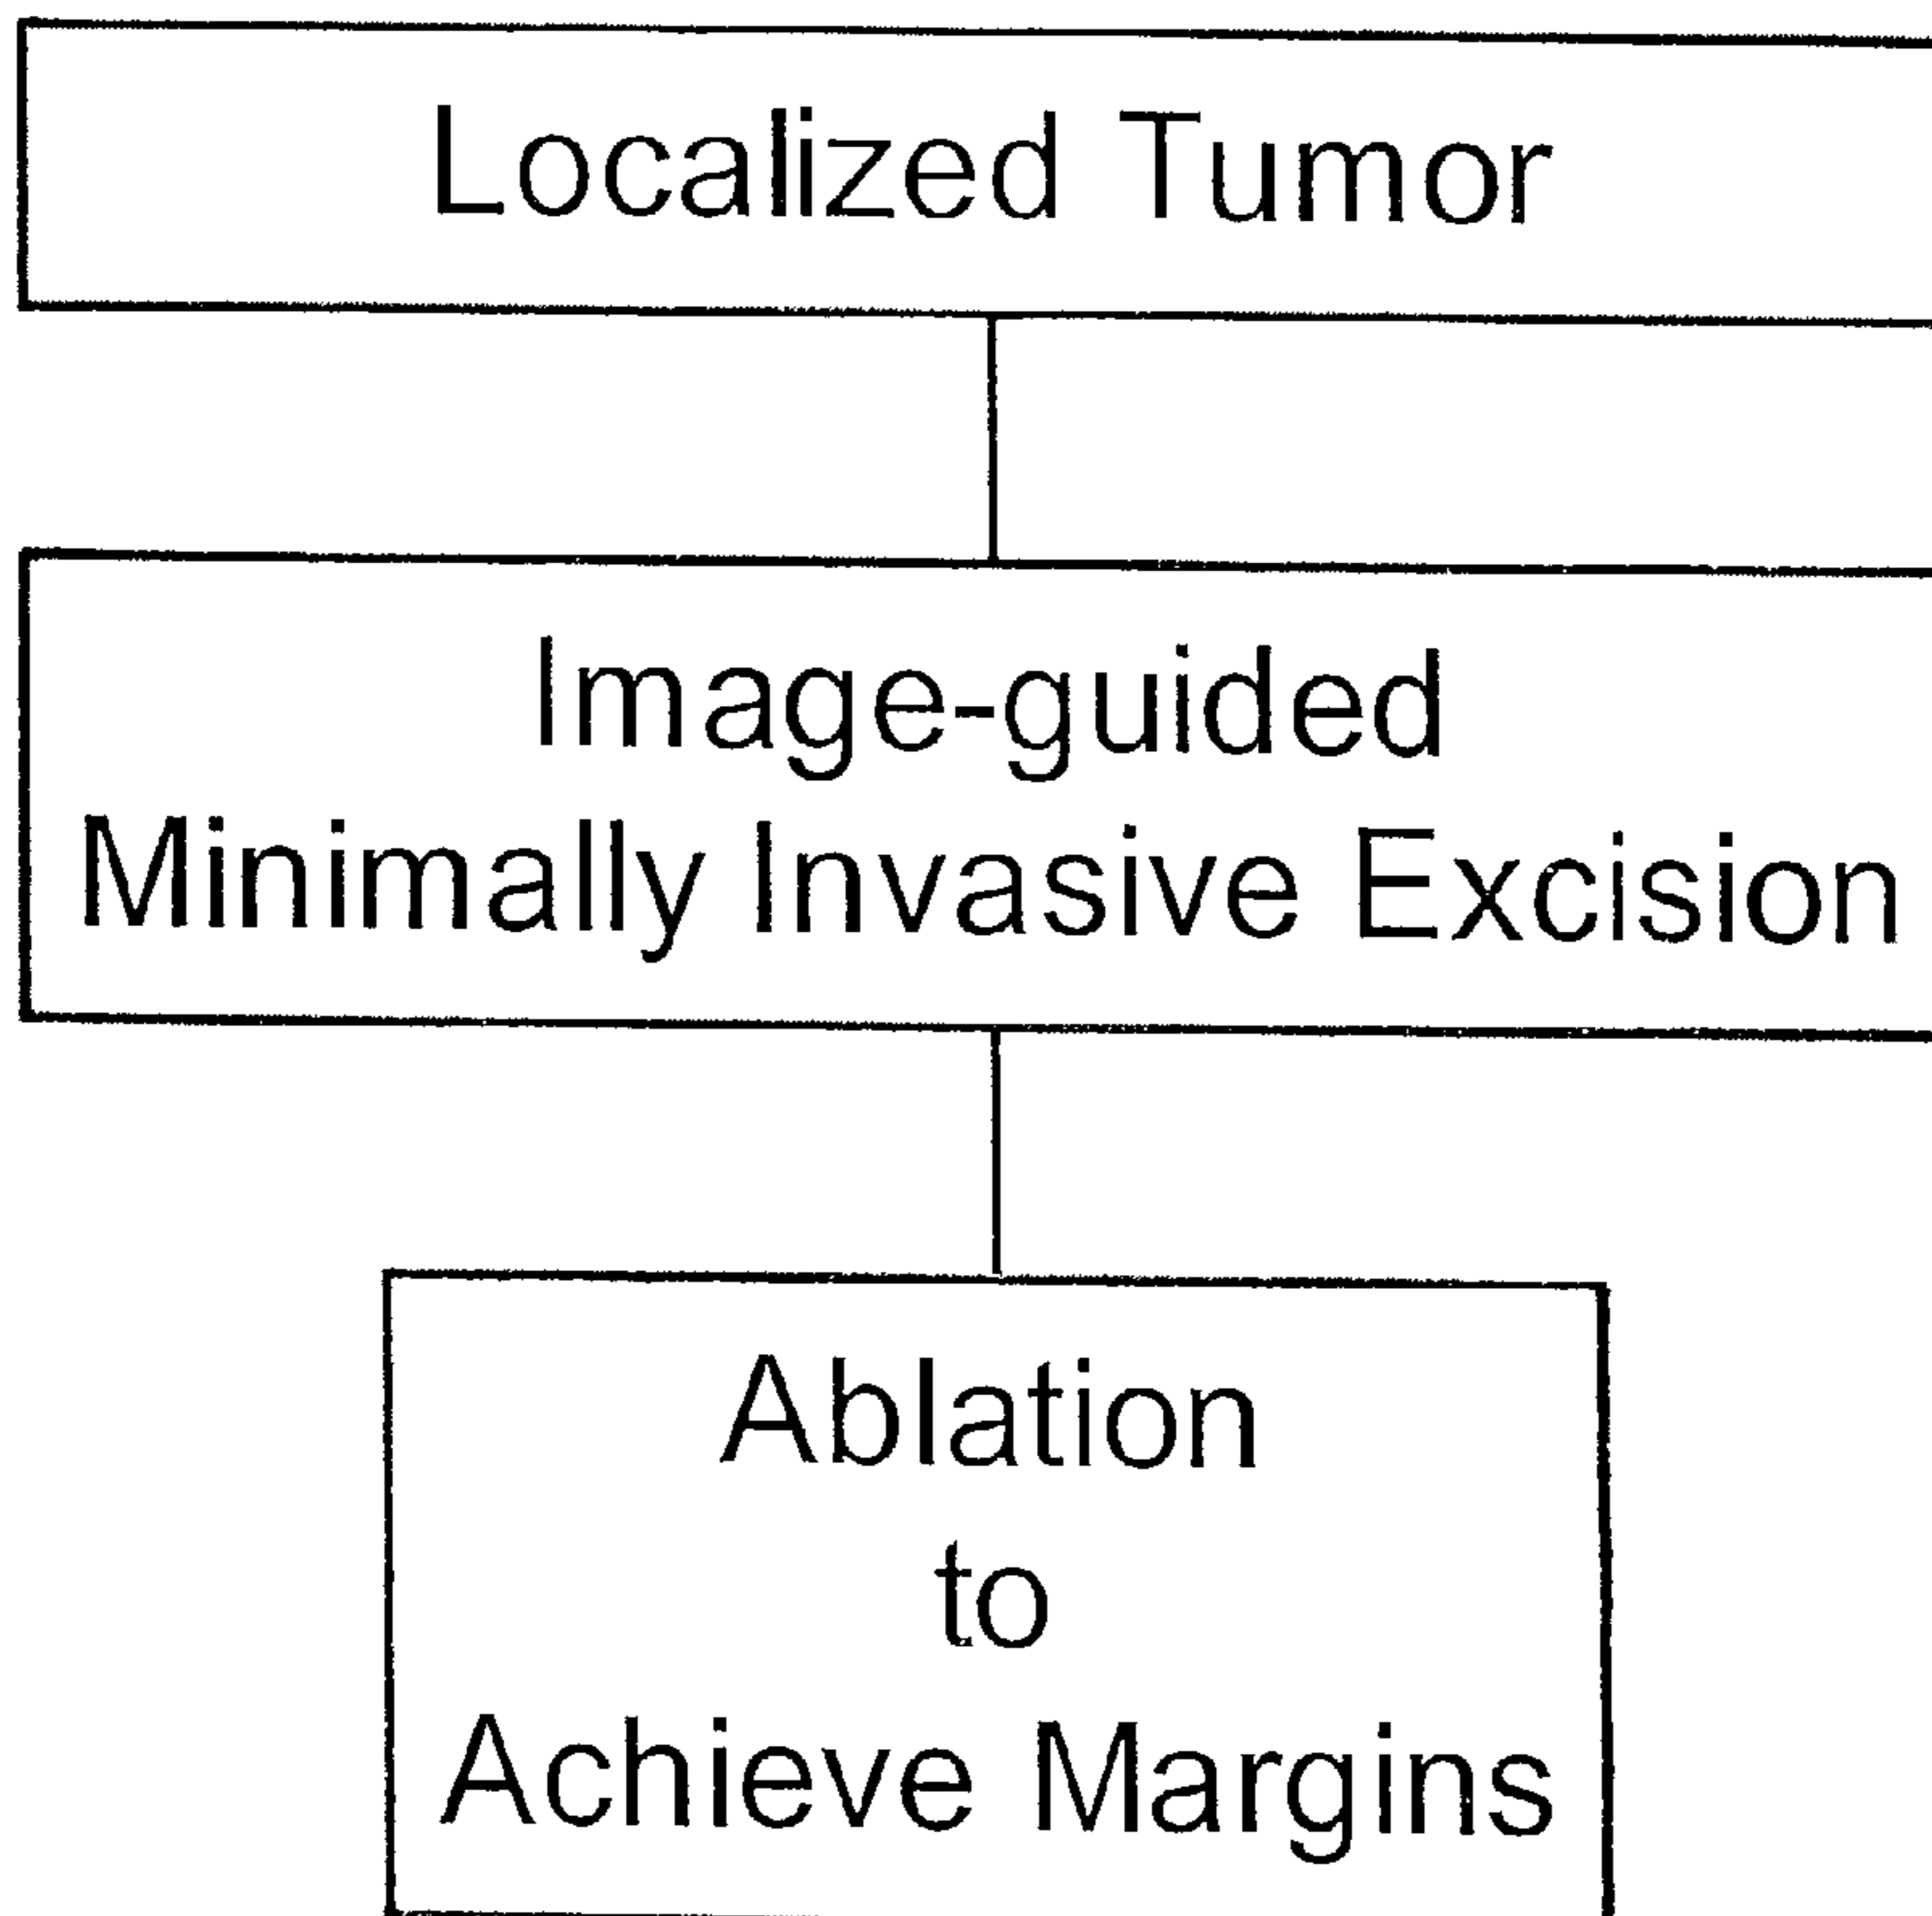 Localized Tumor
Image-guided
Minimally Invasive Excision
Ablation
to
Achieve Margins